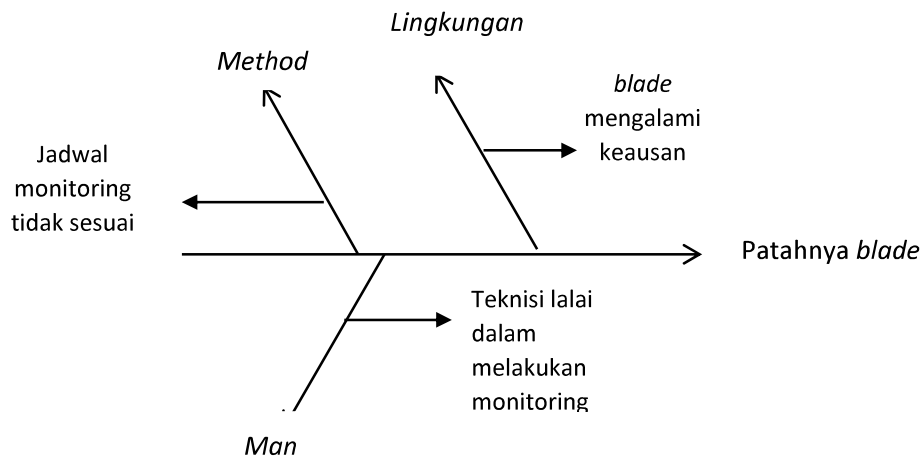 Lingkungan
Method
blade
mengalami
keausan
Jadwal
monitoring
tidak sesuai
Patahnya blade
Teknisi lalai
dalam
melakukan
monitoring
Man